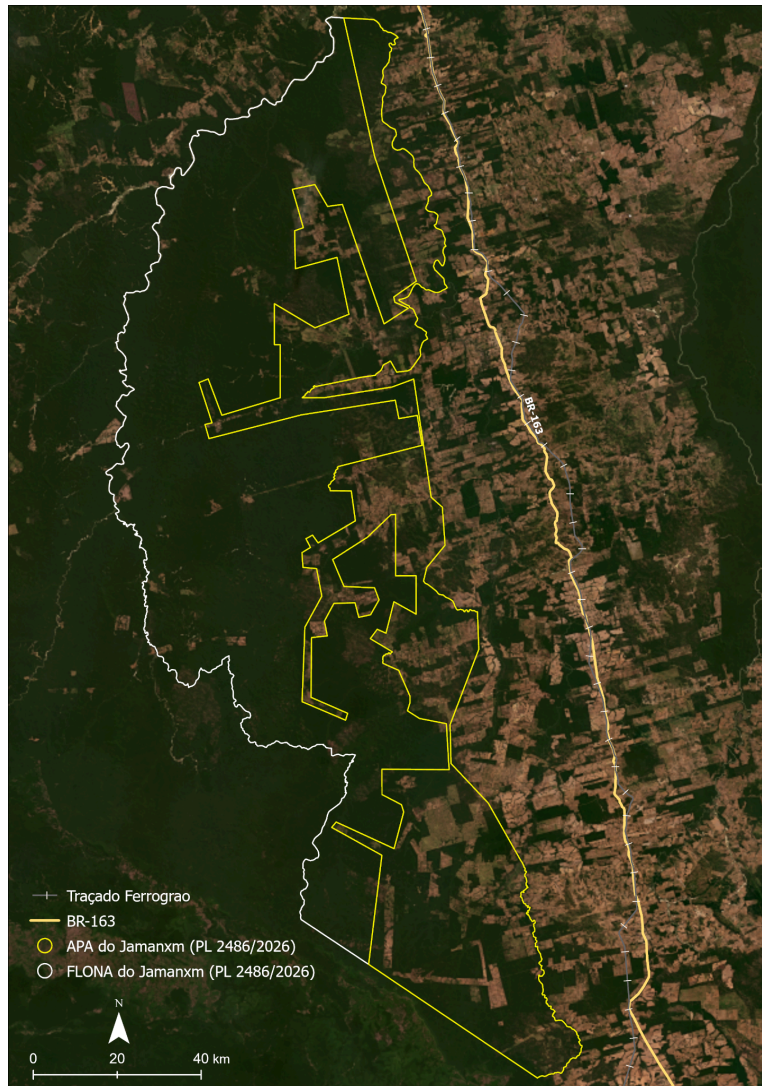 BR-163
Traçado Ferrograo
BR-163
APA do Jamanxm (PL 2486/2026)
FLONA do Jamanxm (PL 2486/2026)
N
0 20 40 km